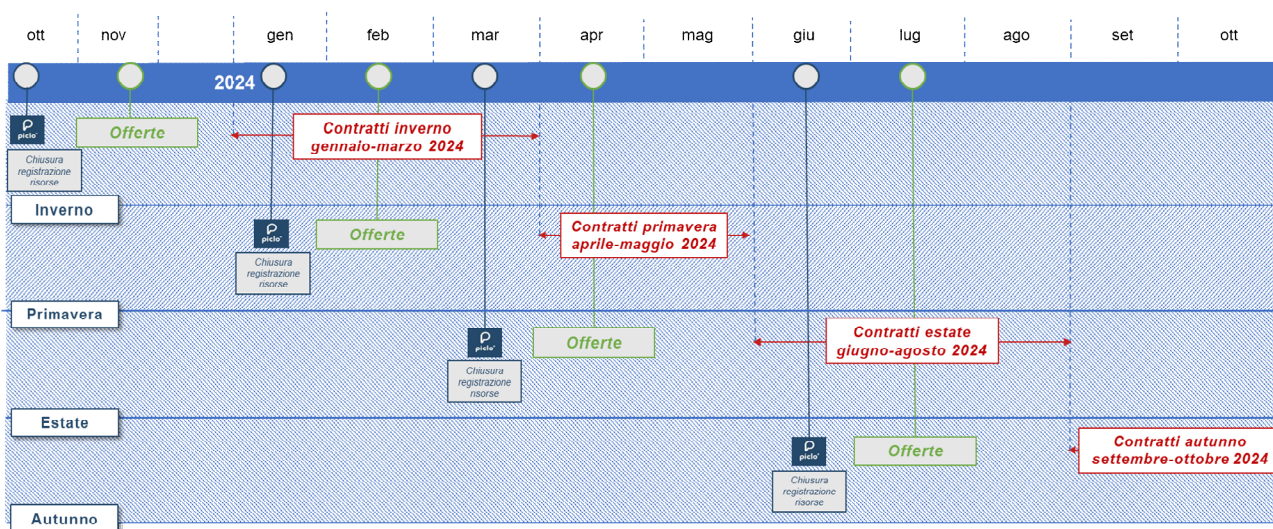 ott nov gen feb mar apr mag giu lug ago set ott
2024
piclo
Offerte
Contratti inverno
gennaio-marzo 2024
Chiusura
registrazione
risorse
Inverno
piclo
Offerte
Contratti primavera
aprile-maggio 2024
Chiusura
registrazione
risorse
Primavera
piclo
Offerte
Contratti estate
giugno-agosto 2024
Chiusura
registrazione
risorse
Estate
piclo
Offerte
Contratti autunno
settembre-ottobre 2024
Chiusura
registrazione
risorse
Autunno